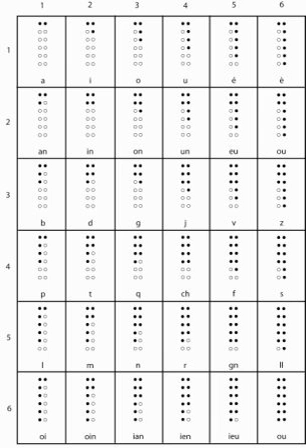 1 2 3 4 5 6
1
a i o u é è
2
an in on un eu ou
3
b d g j v z
4
p t q ch f s
5
l m n r gn ll
6
oi oin ian ien ieu ou